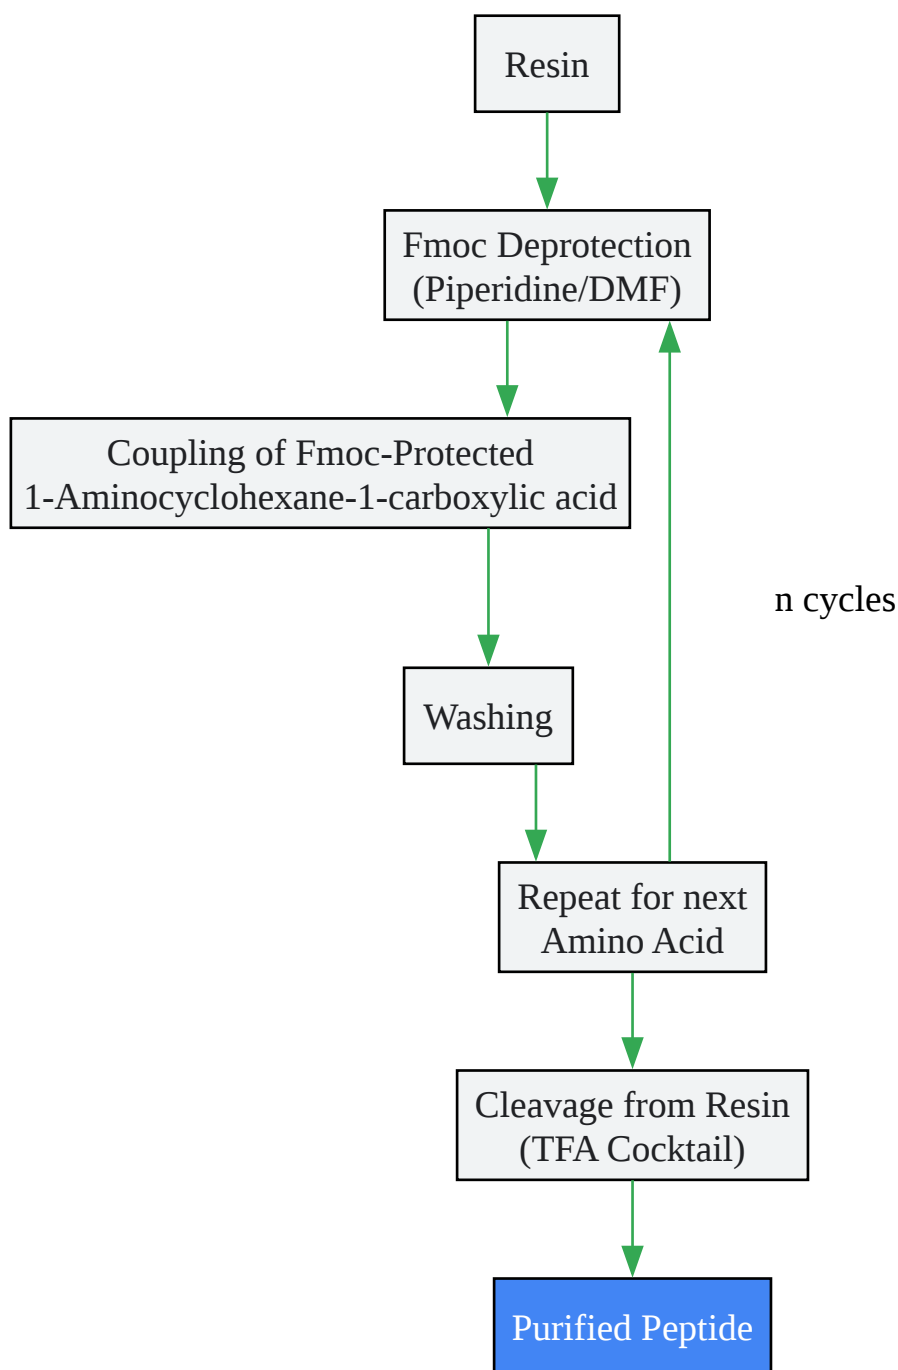 Resin
Fmoc Deprotection
(Piperidine/DMF)
Coupling of Fmoc-Protected
1-Aminocyclohexane-1-carboxylic acid
n cycles
Washing
Repeat for next
Amino Acid
Cleavage from Resin
(TFA Cocktail)
Purified Peptide